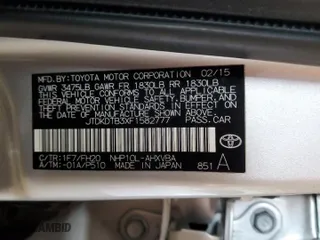 MFD. BY: TOYOTA MOTOR CORPORATION 02/15
GVWR 3475LB GAWR FR 1830LB RR 1830LB
THIS VEHICLE CONFORMS TO ALL APPLICABLE
FEDERAL MOTOR VEHICLE SAFETY, BUMPER, AND
THEFT PREVENTION STANDARDS IN EFFECT ON THE
DATE OF MANUFACTURE SHOWN ABOVE.
JTDKDTB3XF1582777 PASS.CAR
C/TR: 1F7/FH20 NHP10L-AHXVBA
A/TM: -01A/P510 MADE IN JAPAN 851 A